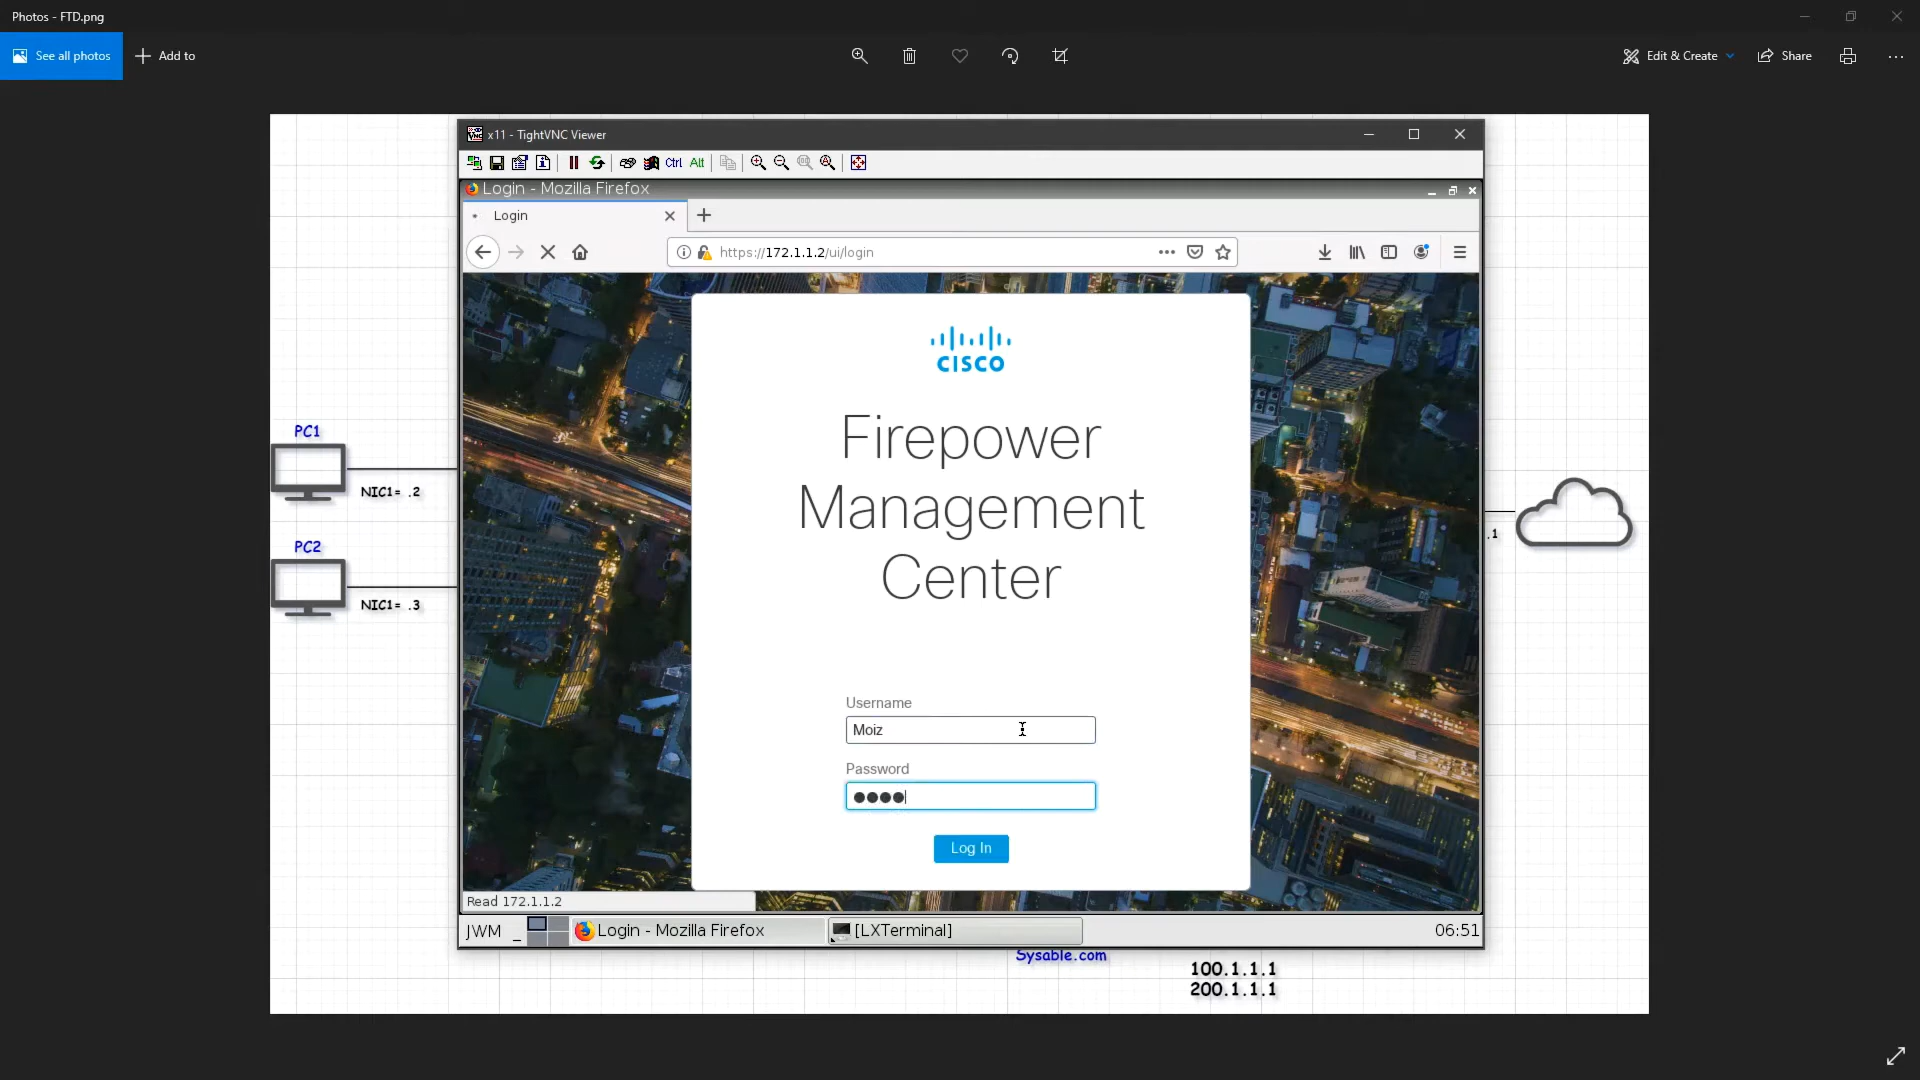 Photos - FTD.png
See all photos
Add to
Edit & Create
Share
x11 - TightVNC Viewer
Ctrl
Alt
Login - Mozilla Firefox
Login
https://172.1.1.2/ui/login
CISCO
Firepower
Management
Center
PC1
NIC1= .2
PC2
NIC1= .3
.1
Username
Moiz
Password
Log In
Read 172.1.1.2
JWM
Login - Mozilla Firefox
[LXTerminal]
06:51
Sysable.com
100.1.1.1
200.1.1.1